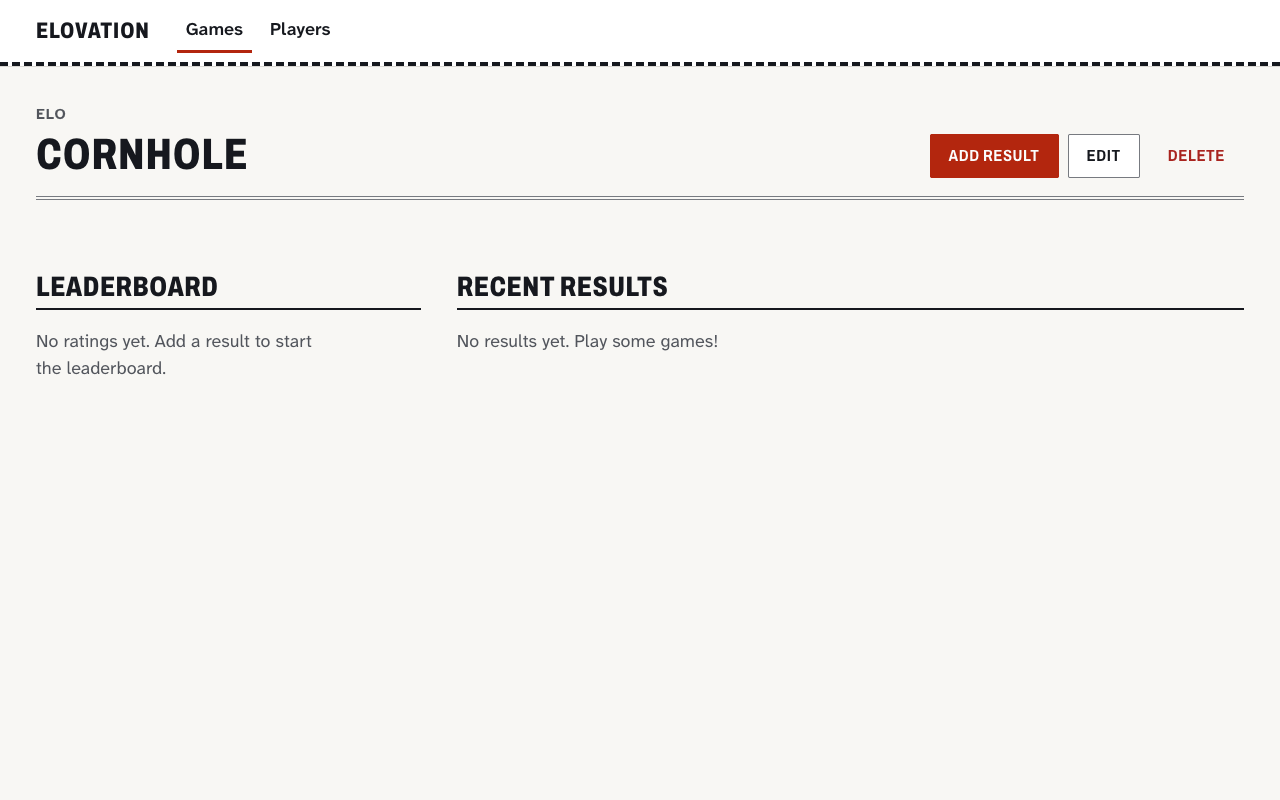 ELOVATION
Games
Players
ELO
CORNHOLE
ADD RESULT
EDIT
DELETE
LEADERBOARD
No ratings yet. Add a result to start
the leaderboard.
RECENT RESULTS
No results yet. Play some games!